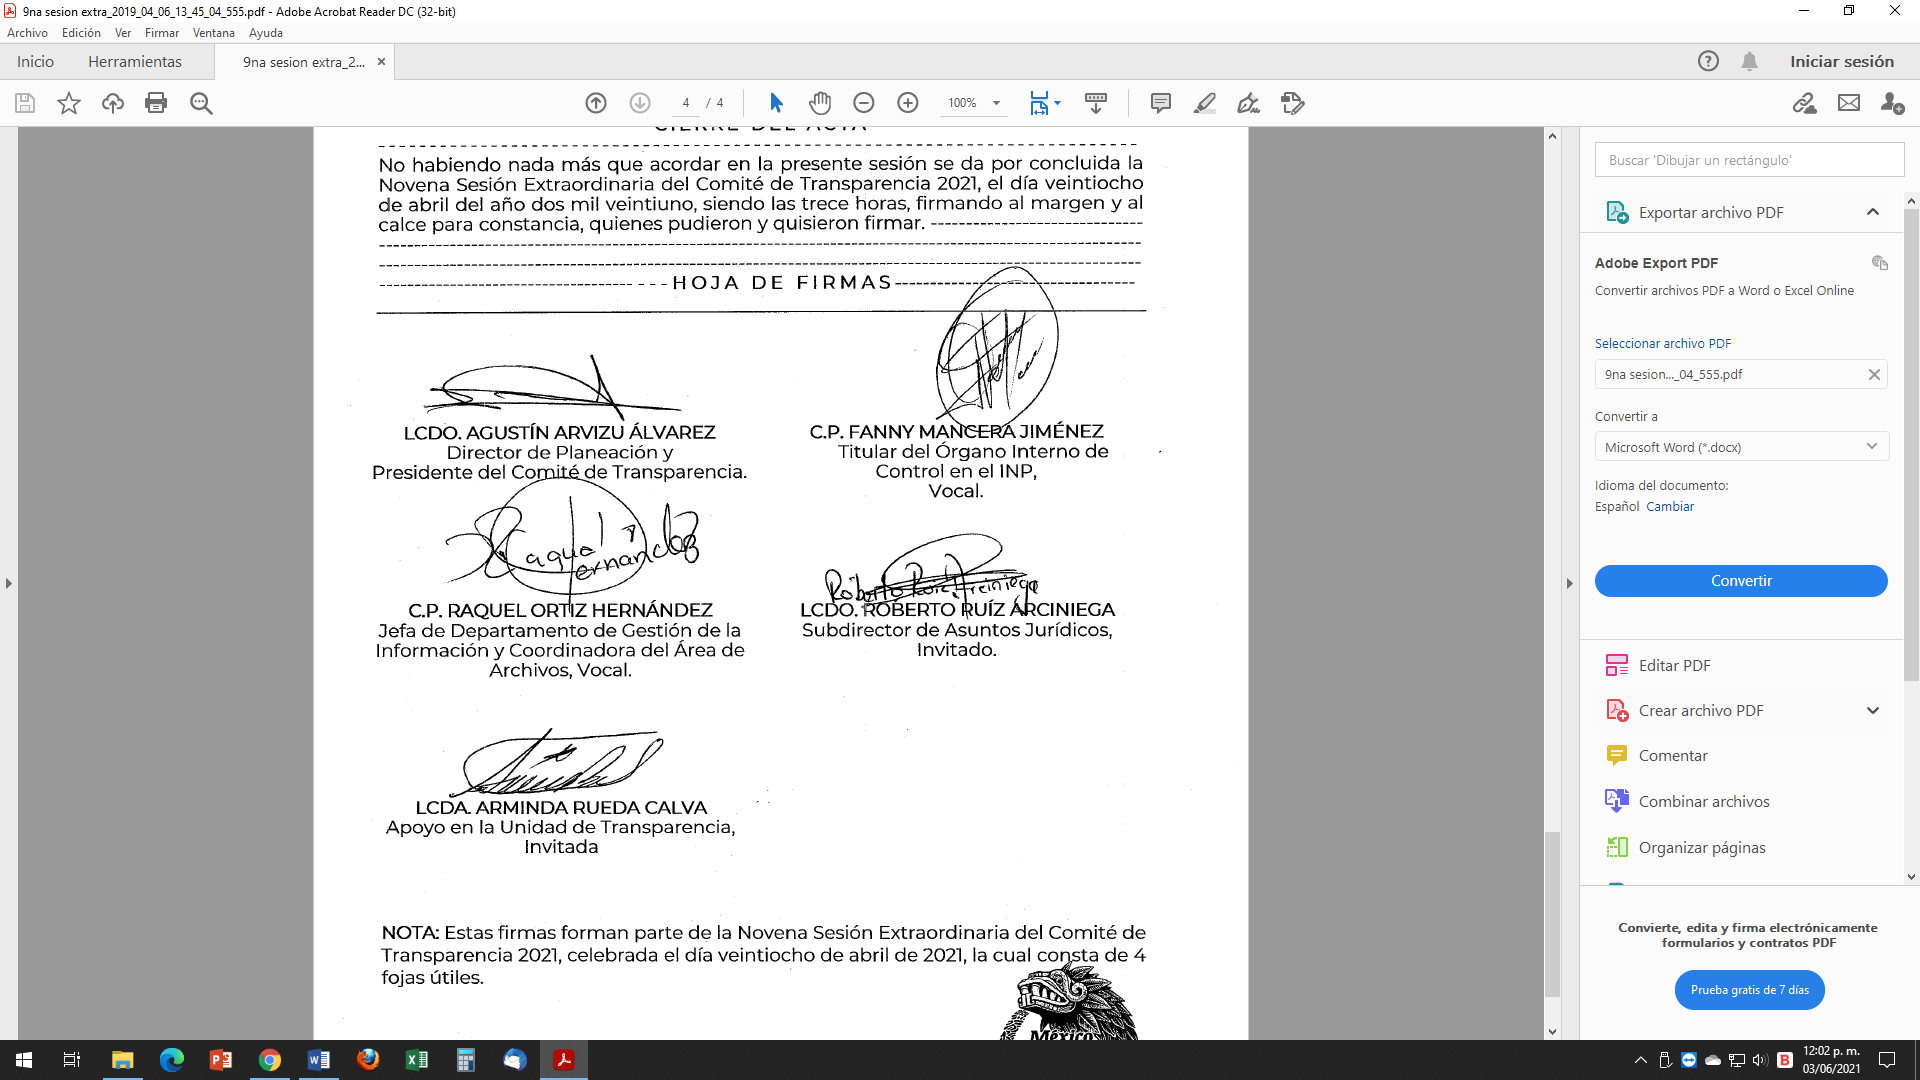 9na sesion extra_2019_04_06_13_45_04_555.pdf - Adobe Acrobat Reader DC (32-bit)
Archivo Edición Ver Firmar Ventana Ayuda
Inicio Herramientas 9na sesion extra_2... ×
Iniciar sesión
4 / 4 100%
CIERRE DEL ACTA
No habiendo nada más que acordar en la presente sesión se da por concluida la
Novena Sesión Extraordinaria del Comité de Transparencia 2021, el día veintiocho
de abril del año dos mil veintiuno, siendo las trece horas, firmando al margen y al
calce para constancia, quienes pudieron y quisieron firmar.
HOJA DE FIRMAS
LCDO. AGUSTÍN ARVIZU ÁLVAREZ
Director de Planeación y
Presidente del Comité de Transparencia.
C.P. FANNY MANCERA JIMÉNEZ
Titular del Órgano Interno de
Control en el INP,
Vocal.
Raquel
Hernandez
C.P. RAQUEL ORTIZ HERNÁNDEZ
Jefa de Departamento de Gestión de la
Información y Coordinadora del Área de
Archivos, Vocal.
Roberto Ruiz Arciniega
LCDO. ROBERTO RUÍZ ARCINIEGA
Subdirector de Asuntos Jurídicos,
Invitado.
LCDA. ARMINDA RUEDA CALVA
Apoyo en la Unidad de Transparencia,
Invitada
NOTA: Estas firmas forman parte de la Novena Sesión Extraordinaria del Comité de
Transparencia 2021, celebrada el día veintiocho de abril de 2021, la cual consta de 4
fojas útiles.
México
Buscar 'Dibujar un rectángulo'
Exportar archivo PDF
Adobe Export PDF
Convertir archivos PDF a Word o Excel Online
Seleccionar archivo PDF
9na sesion..._04_555.pdf
Convertir a
Microsoft Word (*.docx)
Idioma del documento:
Español Cambiar
Convertir
Editar PDF
Crear archivo PDF
Comentar
Combinar archivos
Organizar páginas
Convierte, edita y firma electrónicamente
formularios y contratos PDF
Prueba gratis de 7 días
12:02 p. m.
03/06/2021